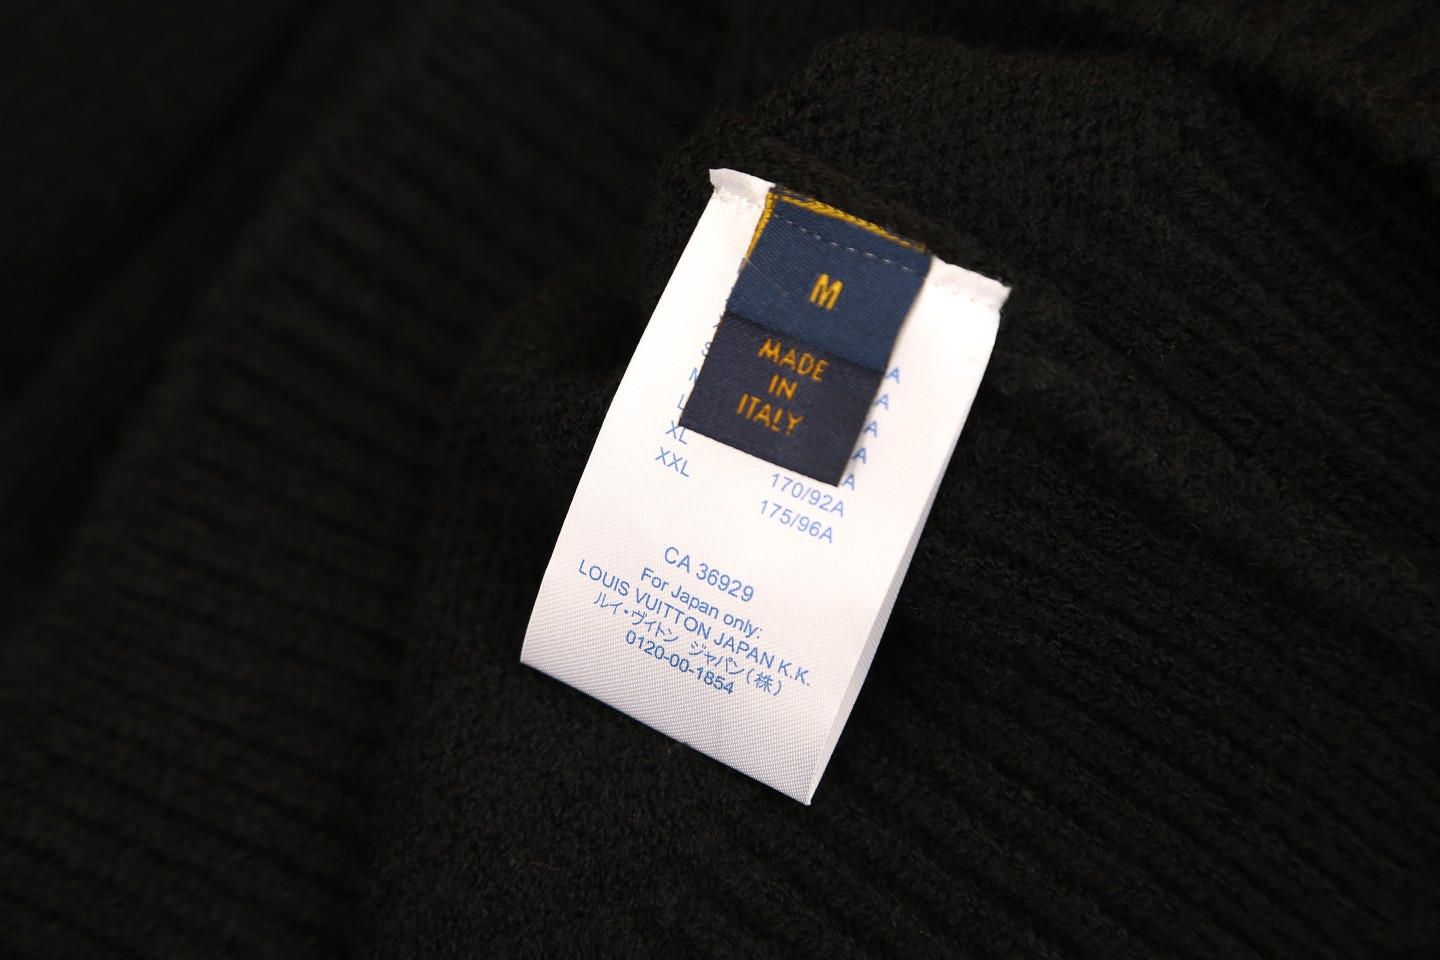 M
MADE
IN
ITALY
XL
XXL
170/92A
175/96A
CA 36929
For Japan only:
LOUIS VUITTON JAPAN K.K.
ルイ・ヴィトン ジャパン(株)
0120-00-1854